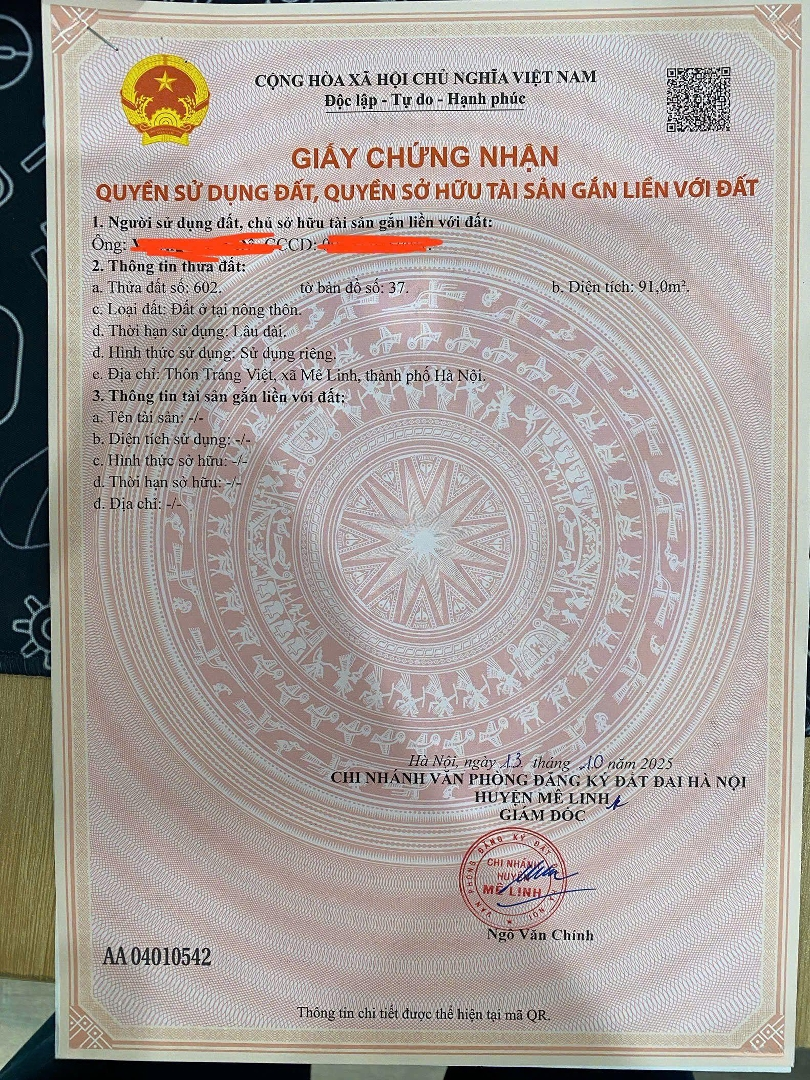 CỘNG HÒA XÃ HỘI CHỦ NGHĨA VIỆT NAM
Độc lập - Tự do - Hạnh phúc
GIẤY CHỨNG NHẬN
QUYỀN SỬ DỤNG ĐẤT, QUYỀN SỞ HỮU TÀI SẢN GẮN LIỀN VỚI ĐẤT
1. Người sử dụng đất, chủ sở hữu tài sản gắn liền với đất:
Ông: CCCD:
2. Thông tin thửa đất:
a. Thửa đất số: 602. tờ bản đồ số: 37. b. Diện tích: 91,0m².
c. Loại đất: Đất ở tại nông thôn.
d. Thời hạn sử dụng: Lâu dài.
đ. Hình thức sử dụng: Sử dụng riêng.
e. Địa chỉ: Thôn Tráng Việt, xã Mê Linh, thành phố Hà Nội.
3. Thông tin tài sản gắn liền với đất:
a. Tên tài sản: -/-
b. Diện tích sử dụng: -/-
c. Hình thức sở hữu: -/-
d. Thời hạn sở hữu: -/-
đ. Địa chỉ: -/-
Hà Nội, ngày 13 tháng 10 năm 2025
CHI NHÁNH VĂN PHÒNG ĐĂNG KÝ ĐẤT ĐAI HÀ NỘI
HUYỆN MÊ LINH
GIÁM ĐỐC
VĂN PHÒNG ĐĂNG KÝ ĐẤT
CHI NHÁNH
HUYỆN
MÊ LINH
Ngô Văn Chính
AA 04010542
Thông tin chi tiết được thể hiện tại mã QR.